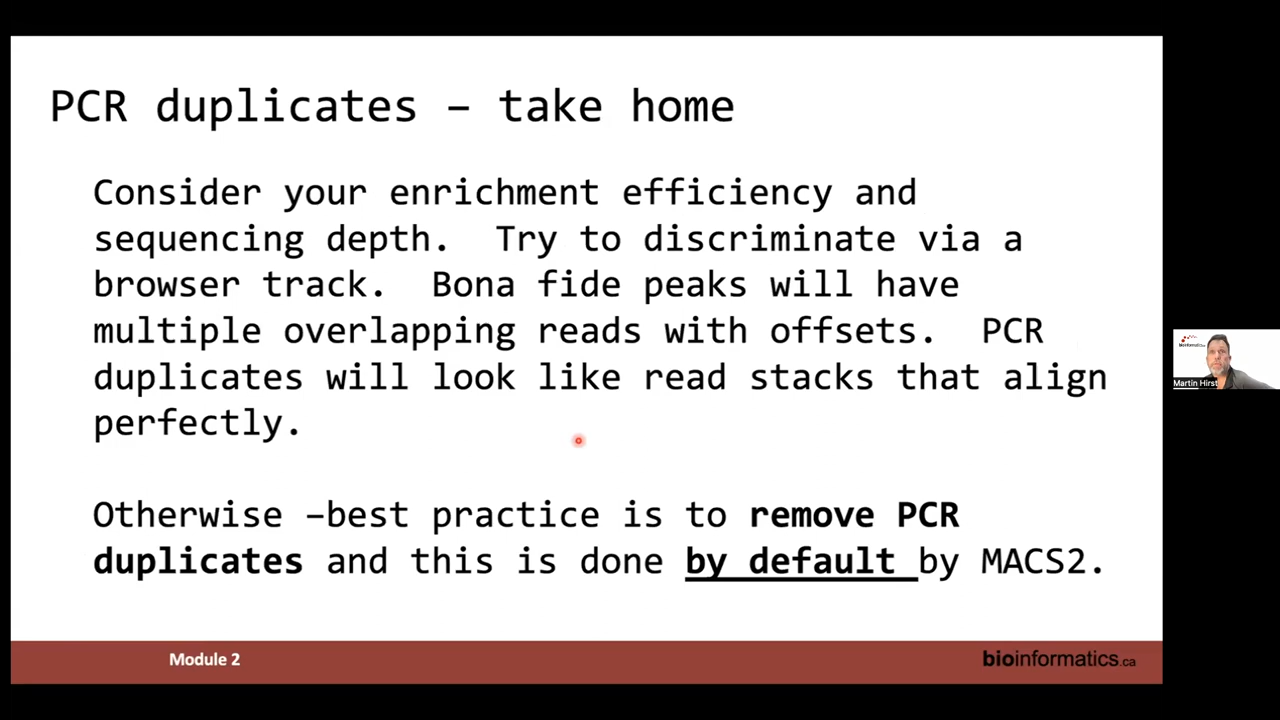 PCR duplicates – take home
Consider your enrichment efficiency and
sequencing depth.  Try to discriminate via a
browser track.  Bona fide peaks will have
multiple overlapping reads with offsets.  PCR
duplicates will look like read stacks that align
perfectly.
Otherwise –best practice is to remove PCR
duplicates and this is done by default by MACS2.
Module 2
bioinformatics.ca
Martin Hirst